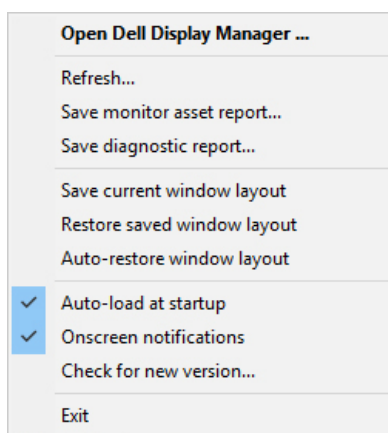 Open Dell Display Manager ...
Refresh...
Save monitor asset report...
Save diagnostic report...
Save current window layout
Restore saved window layout
Auto-restore window layout
Auto-load at startup
Onscreen notifications
Check for new version...
Exit